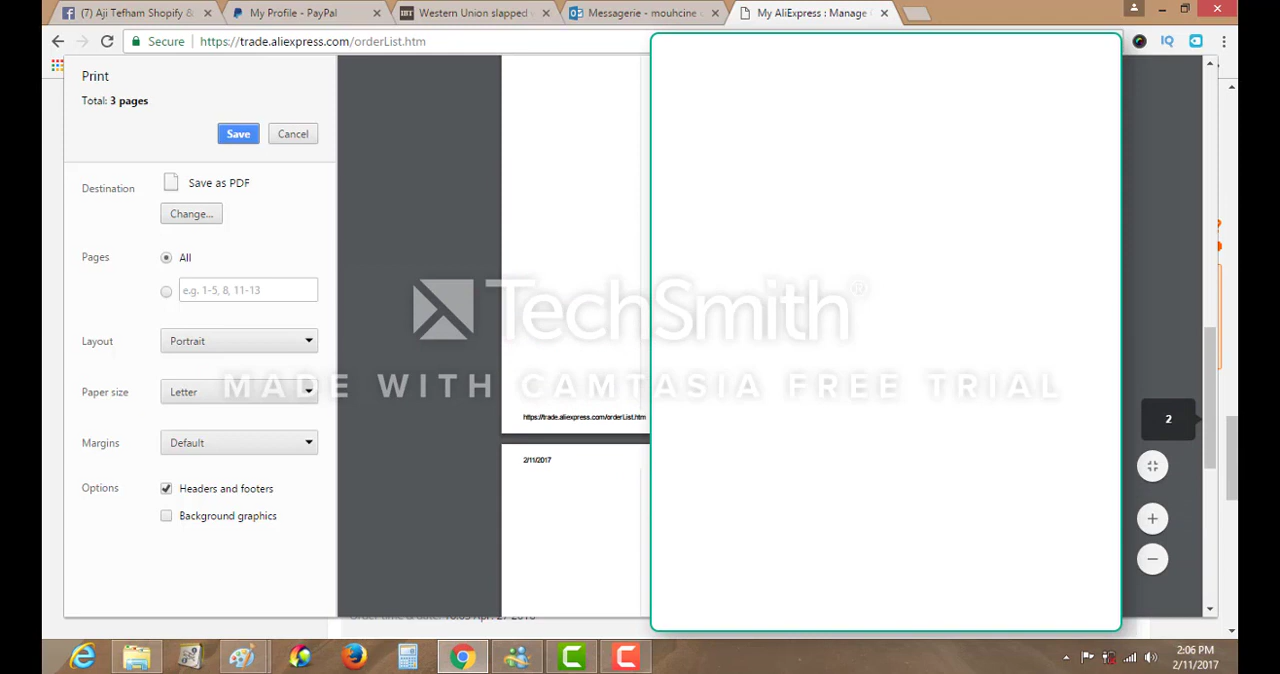 (7) Aji Tefham Shopify &
My Profile - PayPal
Western Union slapped
Messagerie - mouhcine
My AliExpress : Manage
Secure https://trade.aliexpress.com/orderList.htm
IQ
Print
Total: 3 pages
Save
Cancel
Destination
Save as PDF
Change...
Pages
All
e.g. 1-5, 8, 11-13
Layout
Portrait
Paper size
Letter
Margins
Default
Options
Headers and footers
Background graphics
TechSmith®
MADE WITH CAMTASIA FREE TRIAL
https://trade.aliexpress.com/orderList.htm
2/11/2017
2
2:06 PM
2/11/2017